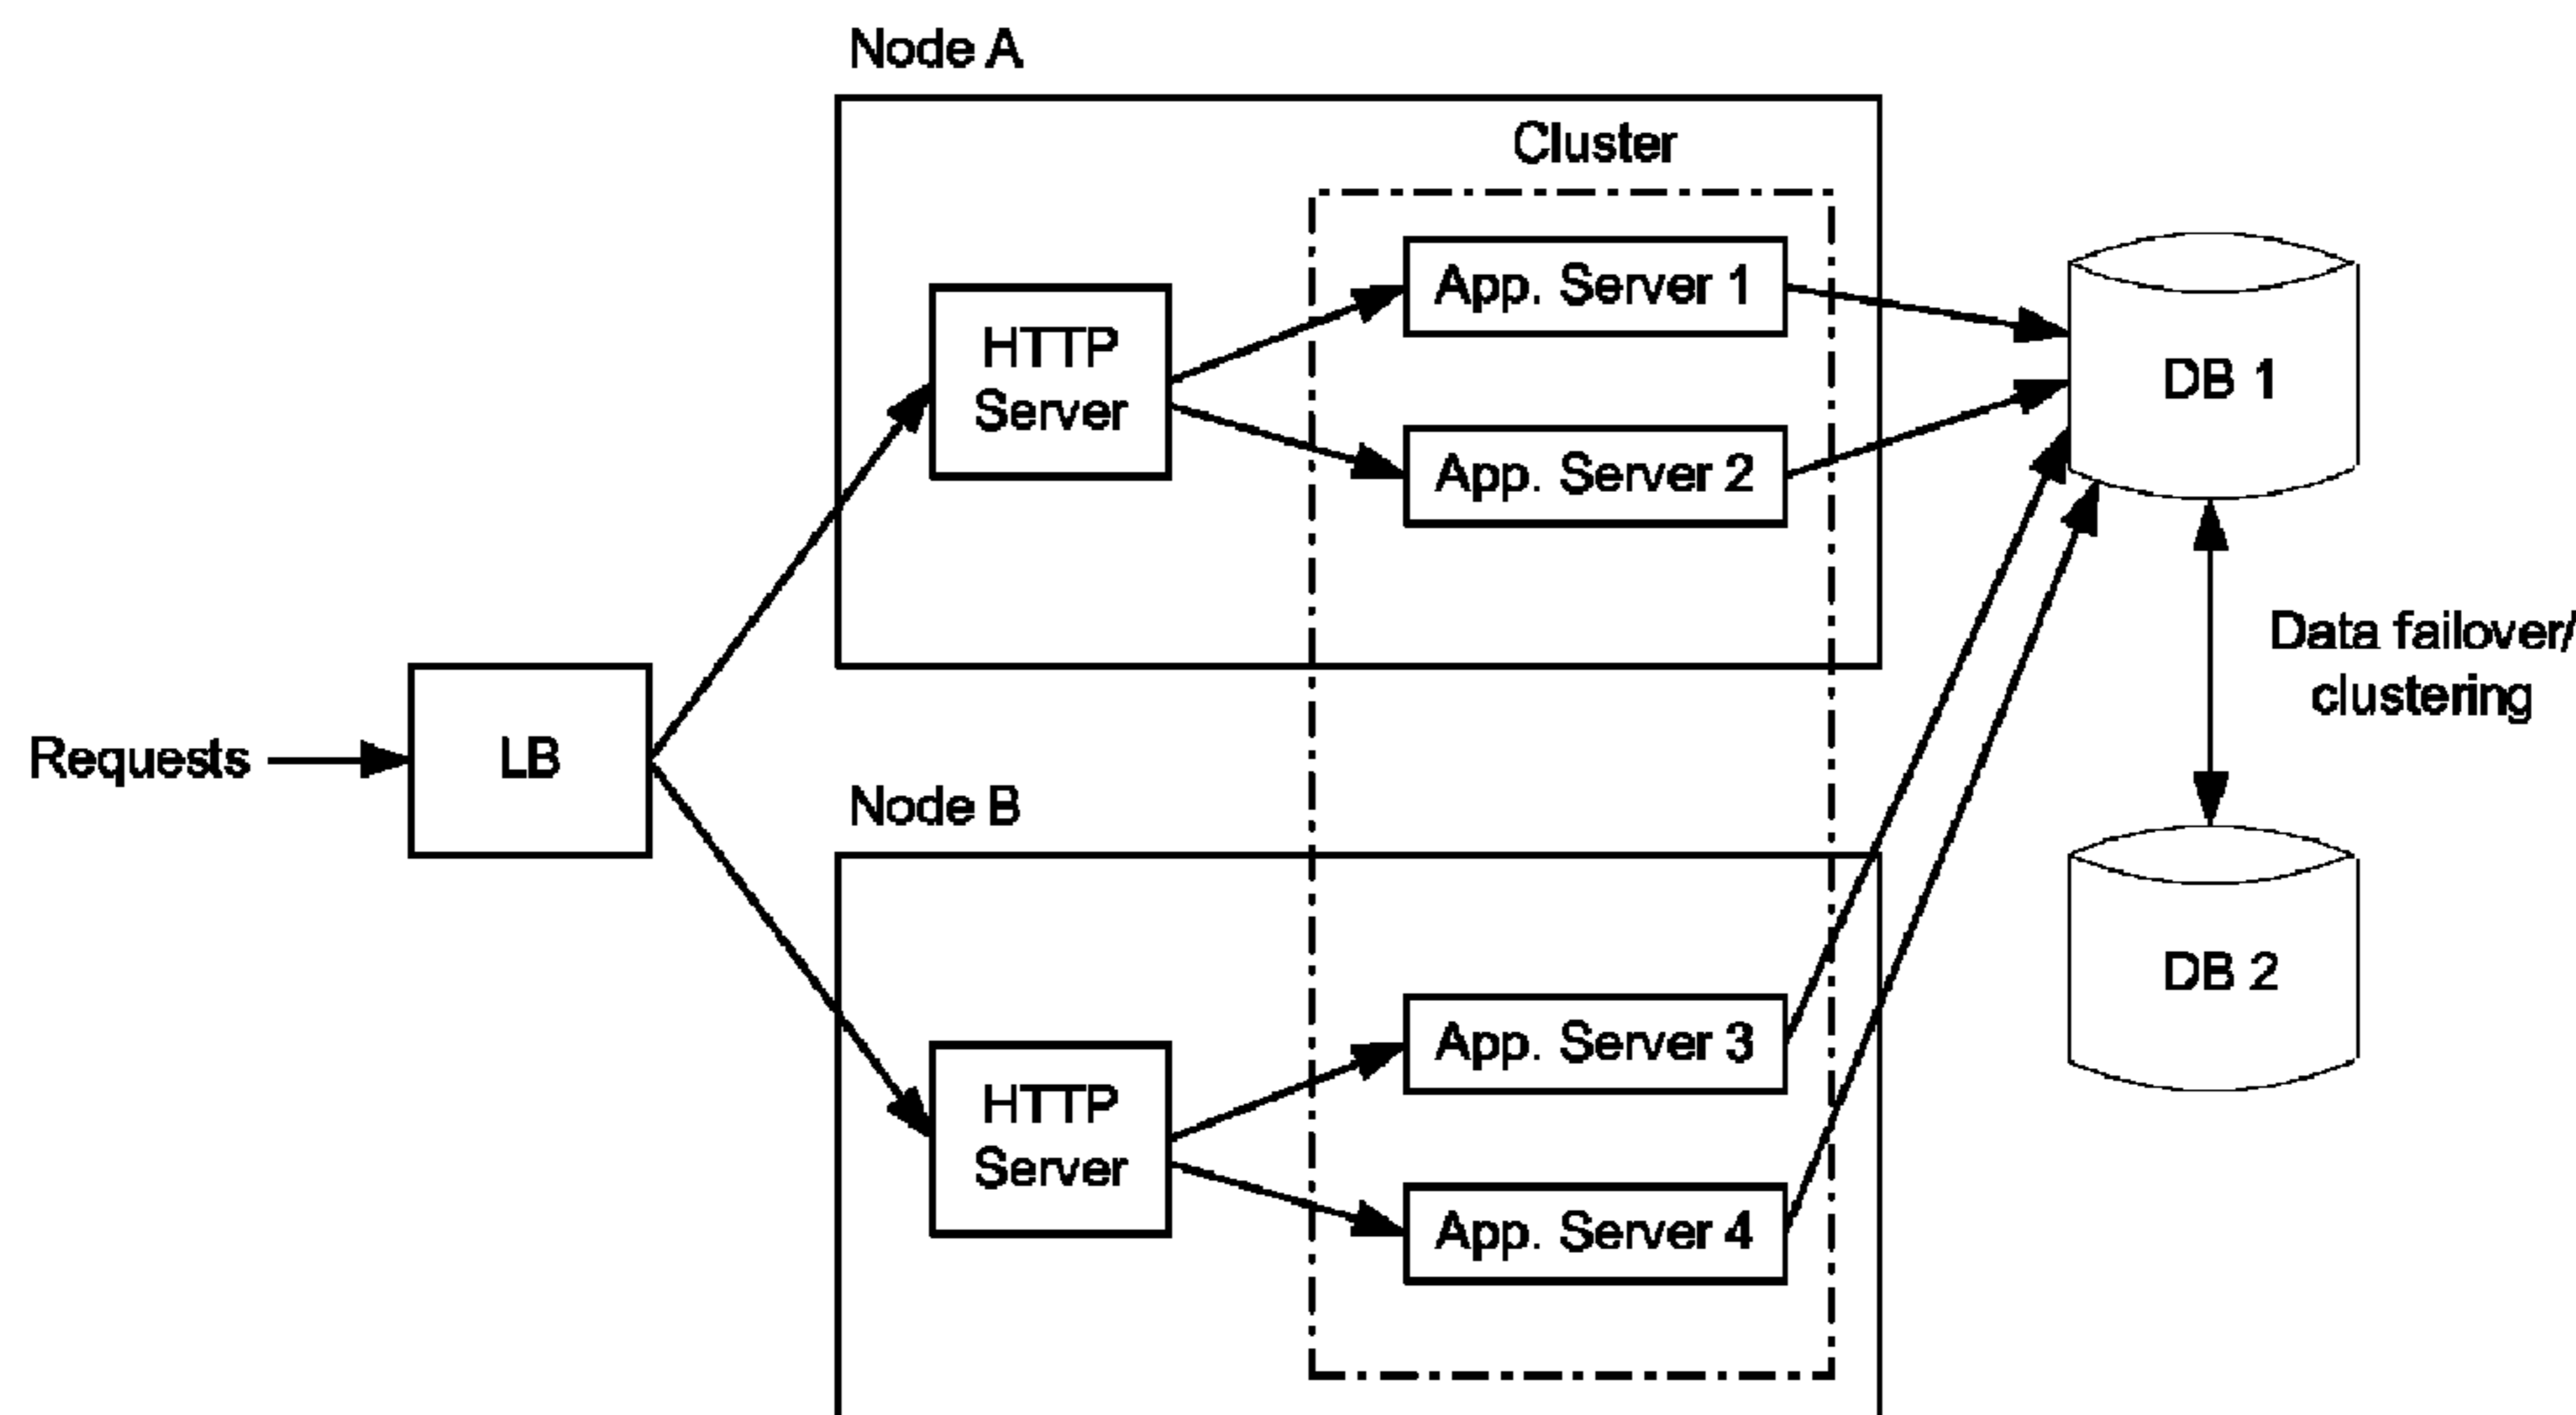 Node A
Cluster
App. Server 1
HTTP
Server
DB 1
App. Server 2
Data failover/
clustering
Requests
LB
Node B
DB 2
App. Server 3
HTTP
Server
App. Server 4